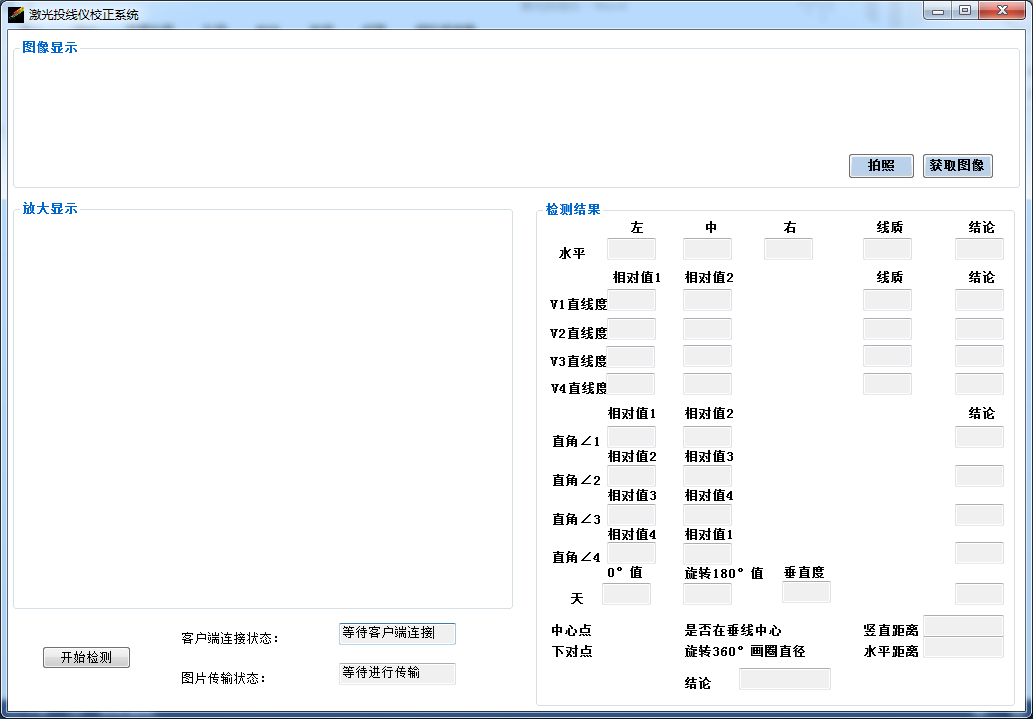 激光投线仪校正系统
图像显示
拍照 获取图像
放大显示
检测结果
左 中 右 线质 结论
水平
相对值1 相对值2 线质 结论
V1直线度
V2直线度
V3直线度
V4直线度
相对值1 相对值2 结论
直角∠1
相对值2 相对值3
直角∠2
相对值3 相对值4
直角∠3
相对值4 相对值1
直角∠4
0°值 旋转180°值 垂直度
天
中心点 是否在垂线中心 竖直距离
下对点 旋转360°画圈直径 水平距离
结论
客户端连接状态: 等待客户端连接
开始检测
图片传输状态: 等待进行传输